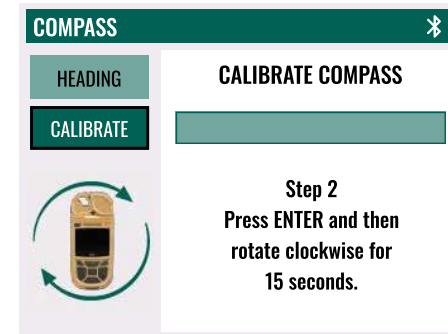 COMPASS
HEADING
CALIBRATE
CALIBRATE COMPASS
Step 2
Press ENTER and then
rotate clockwise for
15 seconds.